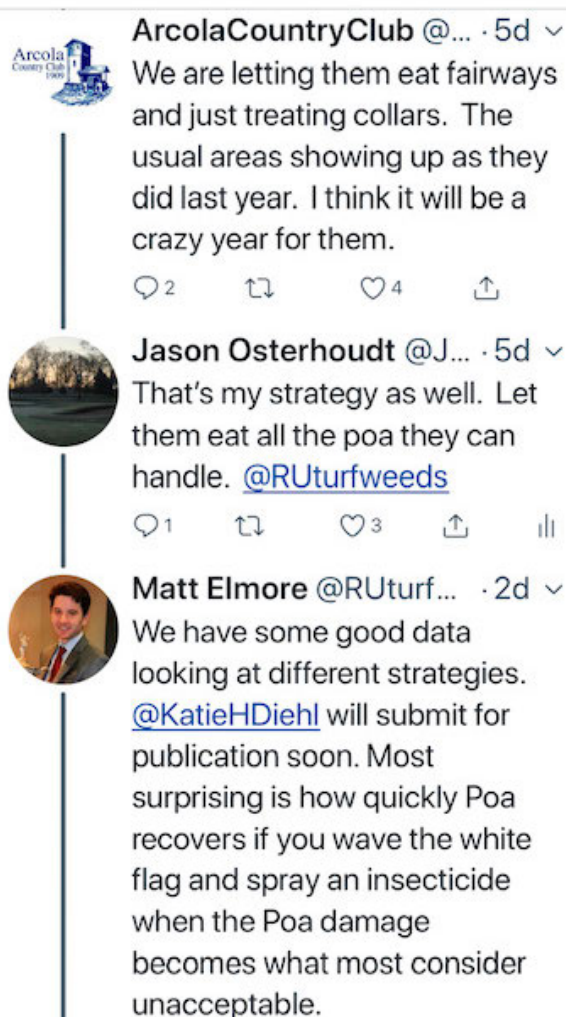 Arcola
Country Club
1909
ArcolaCountryClub @... · 5d
We are letting them eat fairways
and just treating collars. The
usual areas showing up as they
did last year. I think it will be a
crazy year for them.
2 4
Jason Osterhoudt @J... · 5d
That's my strategy as well. Let
them eat all the poa they can
handle. @RUturfweeds
1 3
Matt Elmore @RUturf... · 2d
We have some good data
looking at different strategies.
@KatieHDiehl will submit for
publication soon. Most
surprising is how quickly Poa
recovers if you wave the white
flag and spray an insecticide
when the Poa damage
becomes what most consider
unacceptable.